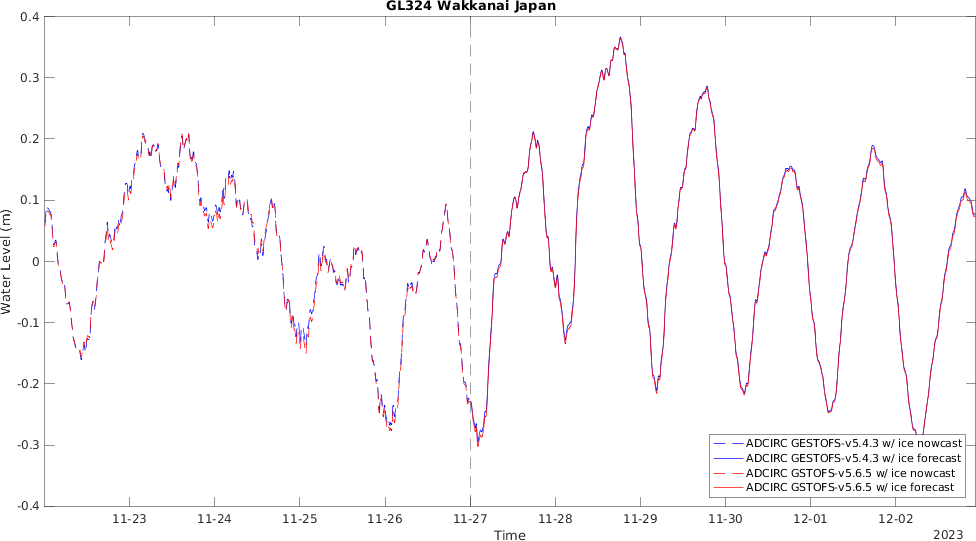 GL324 Wakkanai Japan
0.4
0.3
0.2
0.1
0
-0.1
-0.2
-0.3
-0.4
Water Level (m)
11-23 11-24 11-25 11-26 11-27 11-28 11-29 11-30 12-01 12-02
Time
2023
ADCIRC GESTOFS-v5.4.3 w/ ice nowcast
ADCIRC GESTOFS-v5.4.3 w/ ice forecast
ADCIRC GSTOFS-v5.6.5 w/ ice nowcast
ADCIRC GSTOFS-v5.6.5 w/ ice forecast